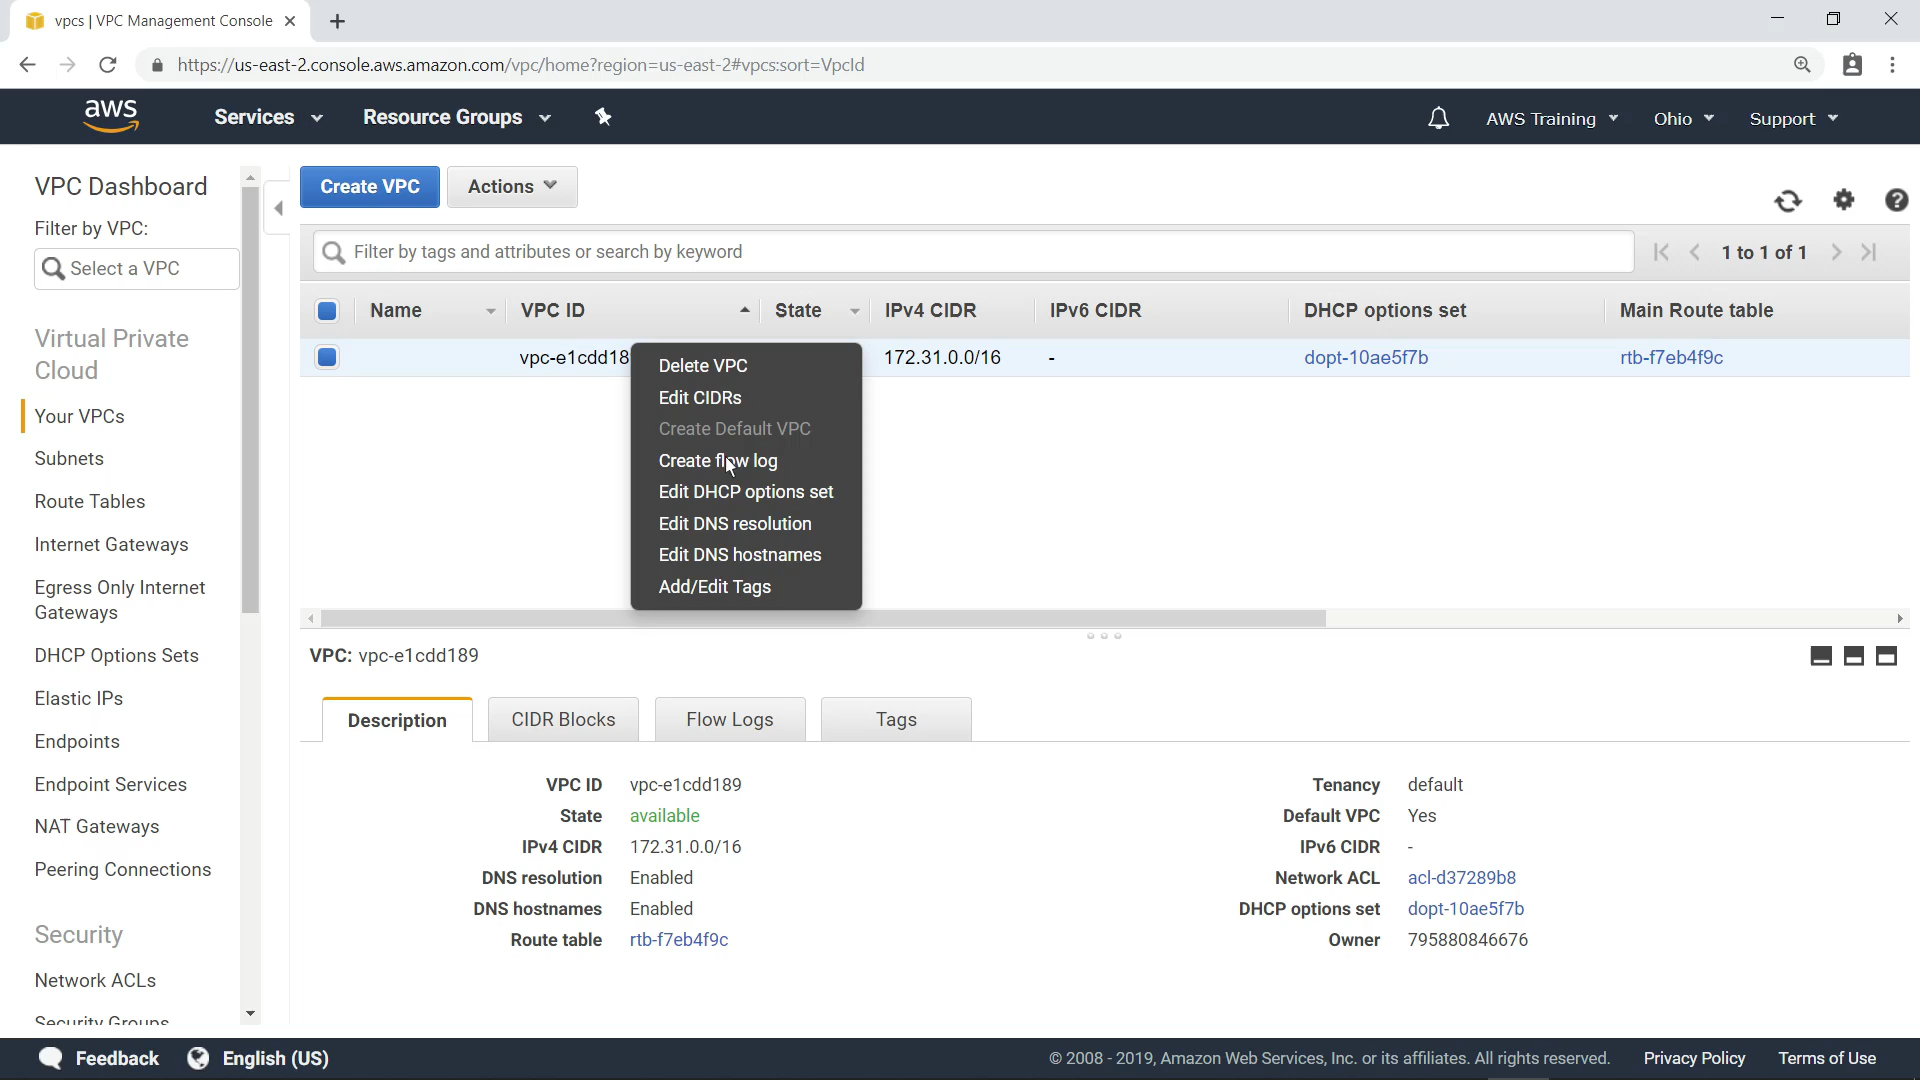 vpcs | VPC Management Console
https://us-east-2.console.aws.amazon.com/vpc/home?region=us-east-2#vpcs:sort=VpcId
aws
Services
Resource Groups
AWS Training
Ohio
Support
VPC Dashboard
Filter by VPC:
Select a VPC
Virtual Private
Cloud
Your VPCs
Subnets
Route Tables
Internet Gateways
Egress Only Internet
Gateways
DHCP Options Sets
Elastic IPs
Endpoints
Endpoint Services
NAT Gateways
Peering Connections
Security
Network ACLs
Security Groups
Create VPC
Actions
Filter by tags and attributes or search by keyword
1 to 1 of 1
Name
VPC ID
State
IPv4 CIDR
IPv6 CIDR
DHCP options set
Main Route table
vpc-e1cdd18
172.31.0.0/16
-
dopt-10ae5f7b
rtb-f7eb4f9c
Delete VPC
Edit CIDRs
Create Default VPC
Create flow log
Edit DHCP options set
Edit DNS resolution
Edit DNS hostnames
Add/Edit Tags
VPC: vpc-e1cdd189
Description
CIDR Blocks
Flow Logs
Tags
VPC ID vpc-e1cdd189
State available
IPv4 CIDR 172.31.0.0/16
DNS resolution Enabled
DNS hostnames Enabled
Route table rtb-f7eb4f9c
Tenancy default
Default VPC Yes
IPv6 CIDR -
Network ACL acl-d37289b8
DHCP options set dopt-10ae5f7b
Owner 795880846676
Feedback
English (US)
© 2008 - 2019, Amazon Web Services, Inc. or its affiliates. All rights reserved.
Privacy Policy
Terms of Use